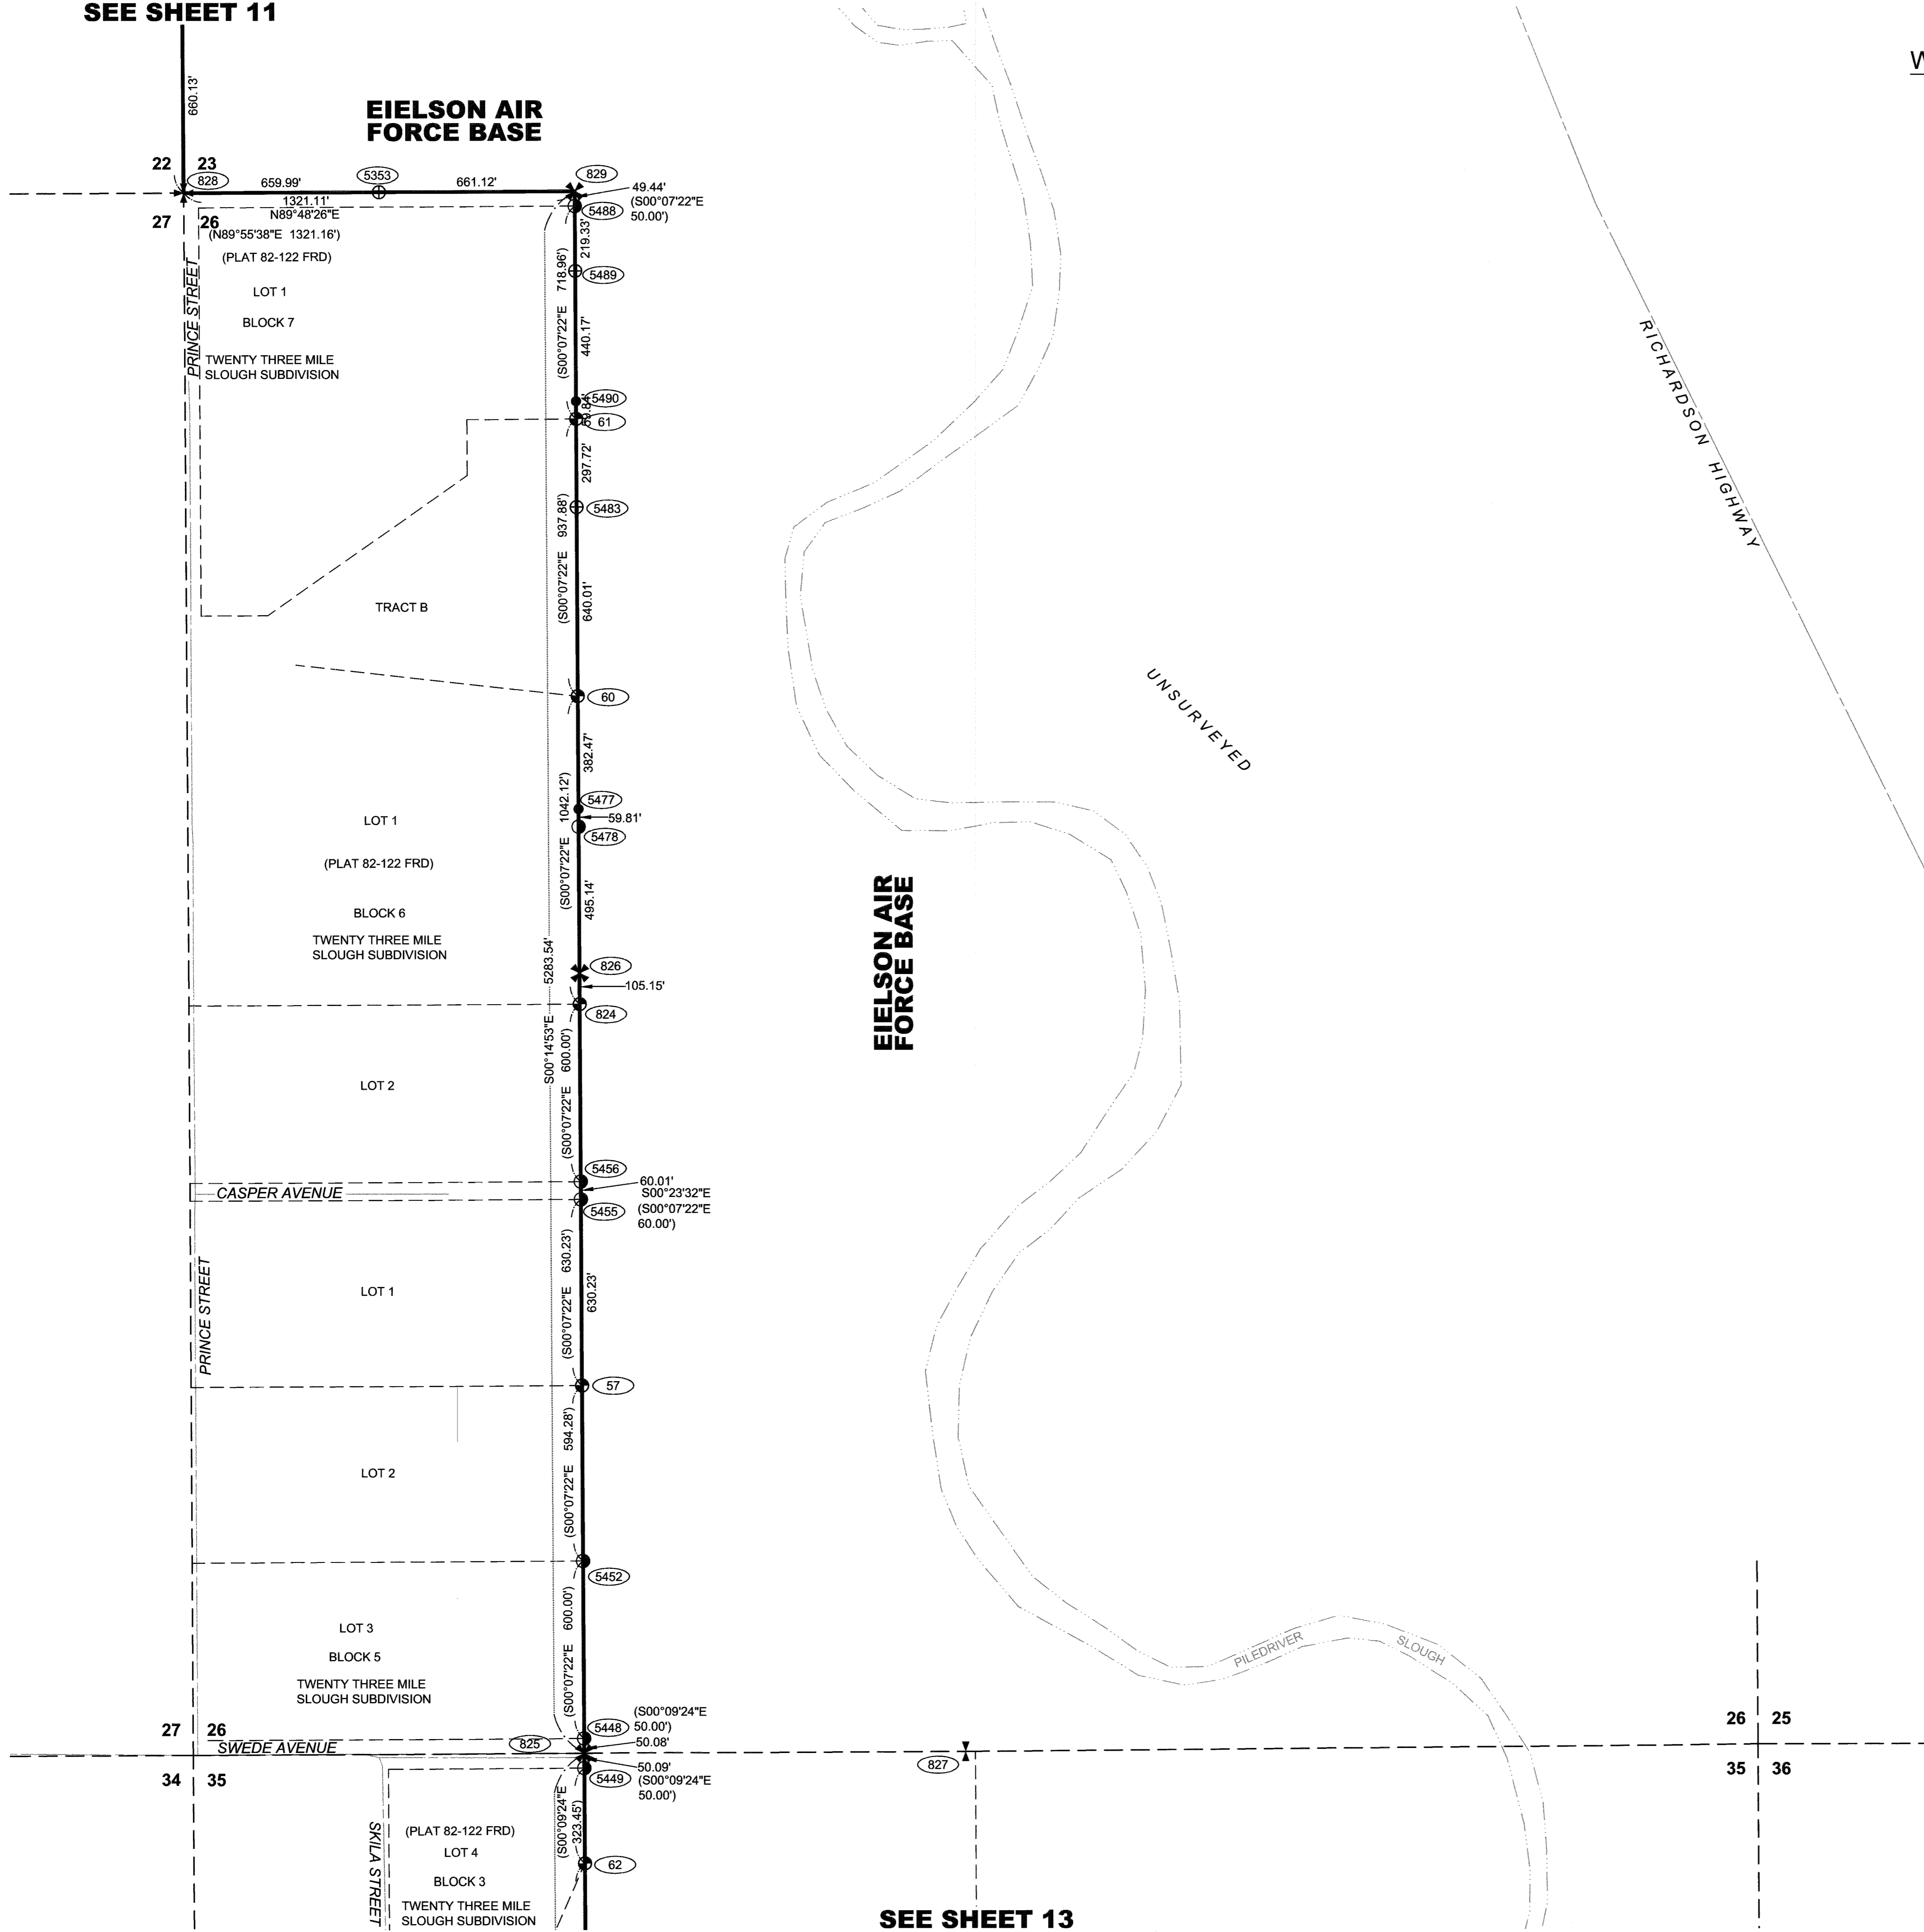 SEE SHEET 11
W
660.13'
EIELSON AIR
FORCE BASE
22 23
828
659.99'
5353
661.12'
829
49.44'
(S00°07'22"E
50.00')
1321.11'
N89°48'26"E
27 26
(N89°55'38"E 1321.16')
(PLAT 82-122 FRD)
5488
219.33'
5489
PRINCE STREET
LOT 1
BLOCK 7
TWENTY THREE MILE
SLOUGH SUBDIVISION
(S00°07'22"E 718.96')
440.17'
5490
61
297.72'
5483
(S00°07'22"E 937.88')
640.01'
TRACT B
60
382.47'
5477
59.81'
5478
(S00°07'22"E 1042.12')
495.14'
LOT 1
(PLAT 82-122 FRD)
BLOCK 6
TWENTY THREE MILE
SLOUGH SUBDIVISION
826
105.15'
824
S00°14'53"E 5283.54'
(S00°07'22"E 600.00')
LOT 2
5456
60.01'
S00°23'32"E
(S00°07'22"E
60.00')
5455
CASPER AVENUE
(S00°07'22"E 630.23')
630.23'
PRINCE STREET
LOT 1
57
(S00°07'22"E 594.28')
LOT 2
5452
(S00°07'22"E 600.00')
LOT 3
BLOCK 5
TWENTY THREE MILE
SLOUGH SUBDIVISION
27 26
SWEDE AVENUE
825
5448
(S00°09'24"E
50.00')
50.08'
34 35
50.09'
(S00°09'24"E
50.00')
5449
827
(S00°09'24"E
323.45')
62
SKILA STREET
(PLAT 82-122 FRD)
LOT 4
BLOCK 3
TWENTY THREE MILE
SLOUGH SUBDIVISION
RICHARDSON HIGHWAY
UNSURVEYED
EIELSON AIR
FORCE BASE
PILEDRIVER SLOUGH
26 25
35 36
SEE SHEET 13